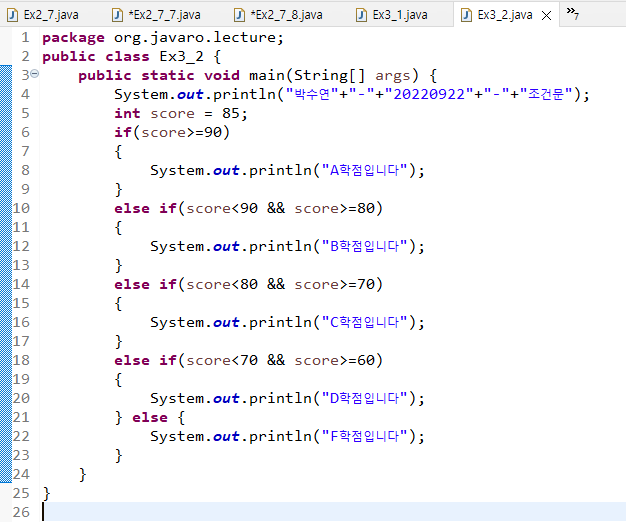 Ex2_7.java *Ex2_7_7.java *Ex2_7_8.java Ex3_1.java Ex3_2.java »7
1 package org.javaro.lecture;
2 public class Ex3_2 {
3 public static void main(String[] args) {
4 System.out.println("박수연"+"-"+"20220922"+"-"+"조건문");
5 int score = 85;
6 if(score>=90)
7 {
8 System.out.println("A학점입니다");
9 }
10 else if(score<90 && score>=80)
11 {
12 System.out.println("B학점입니다");
13 }
14 else if(score<80 && score>=70)
15 {
16 System.out.println("C학점입니다");
17 }
18 else if(score<70 && score>=60)
19 {
20 System.out.println("D학점입니다");
21 } else {
22 System.out.println("F학점입니다");
23 }
24 }
25 }
26